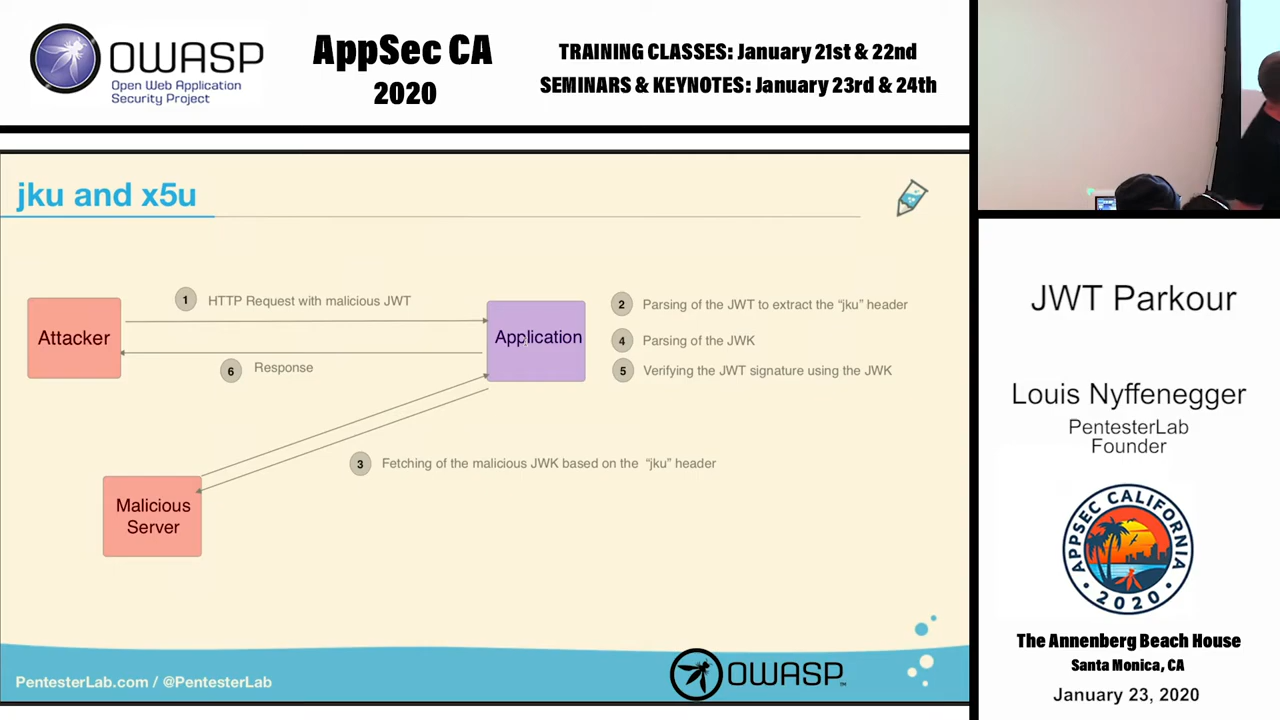 OWASP
Open Web Application
Security Project
AppSec CA
2020
TRAINING CLASSES: January 21st & 22nd
SEMINARS & KEYNOTES: January 23rd & 24th
jku and x5u
Attacker
1
HTTP Request with malicious JWT
6
Response
Application
2
Parsing of the JWT to extract the “jku” header
4
Parsing of the JWK
5
Verifying the JWT signature using the JWK
3
Fetching of the malicious JWK based on the “jku” header
Malicious
Server
PentesterLab.com / @PentesterLab
OWASP™
JWT Parkour
Louis Nyffenegger
PentesterLab
Founder
APPSEC CALIFORNIA
2020
The Annenberg Beach House
Santa Monica, CA
January 23, 2020